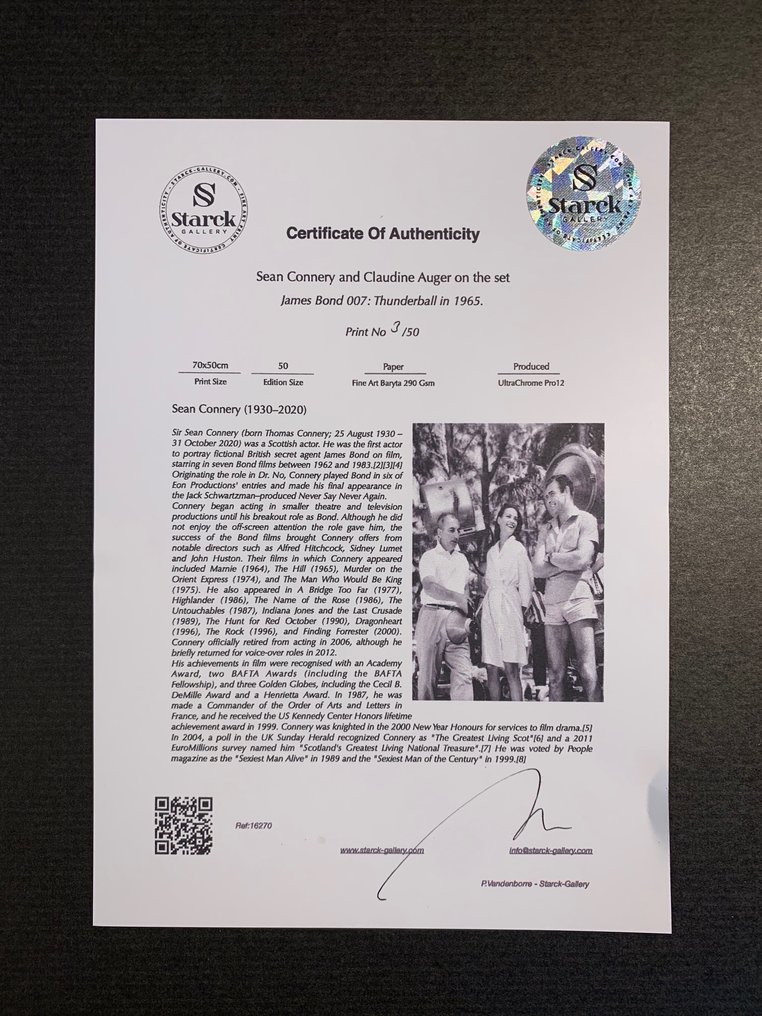 STARCK-GALLERY.COM - FINE ART PRINT
CERTIFICATE OF AUTHENTICITY
S
Starck
GALLERY
S
Starck
GALLERY
Certificate Of Authenticity
Sean Connery and Claudine Auger on the set
James Bond 007: Thunderball in 1965.
Print No 3 /50
70x50cm 50 Paper Produced
Print Size Edition Size Fine Art Baryta 290 Gsm UltraChrome Pro12
Sean Connery (1930–2020)
Sir Sean Connery (born Thomas Connery; 25 August 1930 –
31 October 2020) was a Scottish actor. He was the first actor
to portray fictional British secret agent James Bond on film,
starring in seven Bond films between 1962 and 1983.[2][3][4]
Originating the role in Dr. No, Connery played Bond in six of
Eon Productions' entries and made his final appearance in
the Jack Schwartzman–produced Never Say Never Again.
Connery began acting in smaller theatre and television
productions until his breakout role as Bond. Although he did
not enjoy the off-screen attention the role gave him, the
success of the Bond films brought Connery offers from
notable directors such as Alfred Hitchcock, Sidney Lumet
and John Huston. Their films in which Connery appeared
included Marnie (1964), The Hill (1965), Murder on the
Orient Express (1974), and The Man Who Would Be King
(1975). He also appeared in A Bridge Too Far (1977),
Highlander (1986), The Name of the Rose (1986), The
Untouchables (1987), Indiana Jones and the Last Crusade
(1989), The Hunt for Red October (1990), Dragonheart
(1996), The Rock (1996), and Finding Forrester (2000).
Connery officially retired from acting in 2006, although he
briefly returned for voice-over roles in 2012.
His achievements in film were recognised with an Academy
Award, two BAFTA Awards (including the BAFTA
Fellowship), and three Golden Globes, including the Cecil B.
DeMille Award and a Henrietta Award. In 1987, he was
made a Commander of the Order of Arts and Letters in
France, and he received the US Kennedy Center Honors lifetime
achievement award in 1999. Connery was knighted in the 2000 New Year Honours for services to film drama.[5]
In 2004, a poll in the UK Sunday Herald recognized Connery as "The Greatest Living Scot"[6] and a 2011
EuroMillions survey named him "Scotland's Greatest Living National Treasure".[7] He was voted by People
magazine as the "Sexiest Man Alive" in 1989 and the "Sexiest Man of the Century" in 1999.[8]
Ref:16270
www.starck-gallery.com
info@starck-gallery.com
P.Vandenborre - Starck-Gallery